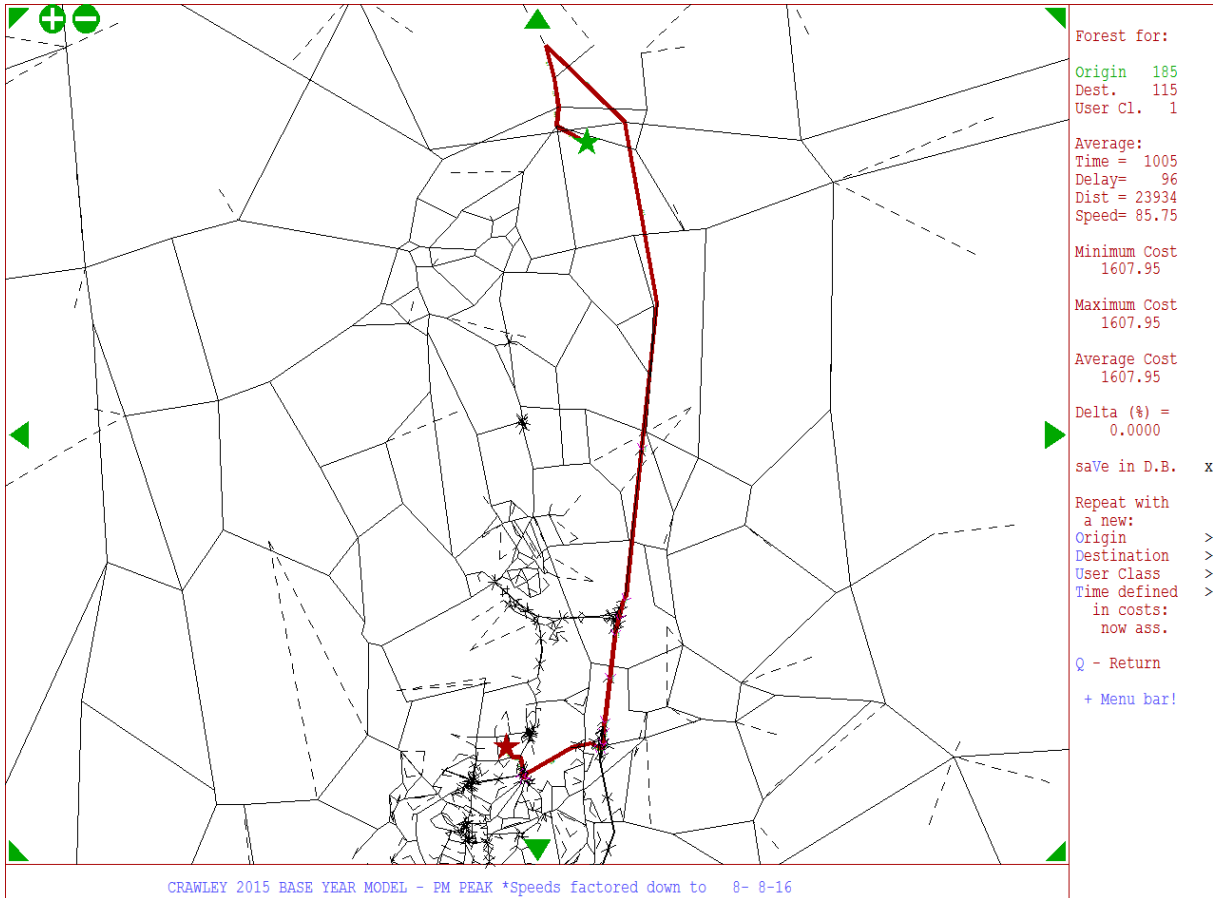 Forest for:
Origin 185
Dest. 115
User Cl. 1
Average:
Time = 1005
Delay= 96
Dist = 23934
Speed= 85.75
Minimum Cost
1607.95
Maximum Cost
1607.95
Average Cost
1607.95
Delta (%) =
0.0000
saVe in D.B. x
Repeat with
a new:
Origin >
Destination >
User Class >
Time defined >
in costs:
now ass.
Q - Return
+ Menu bar!
CRAWLEY 2015 BASE YEAR MODEL - PM PEAK *Speeds factored down to 8- 8-16